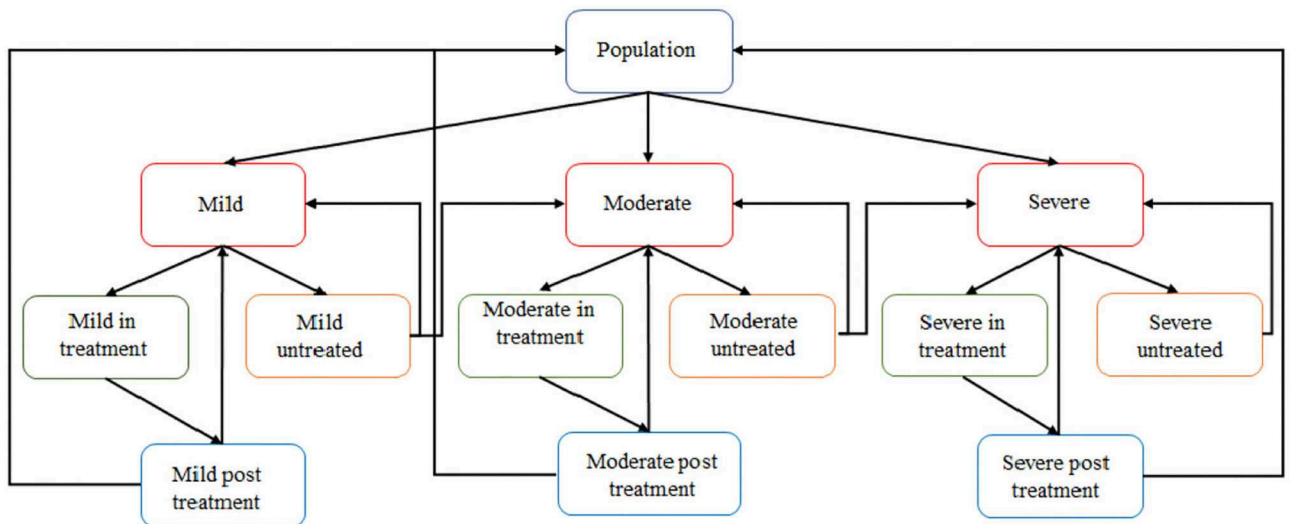 Population
Mild
Moderate
Severe
Mild in
treatment
Mild
untreated
Moderate in
treatment
Moderate
untreated
Severe in
treatment
Severe
untreated
Mild post
treatment
Moderate post
treatment
Severe post
treatment